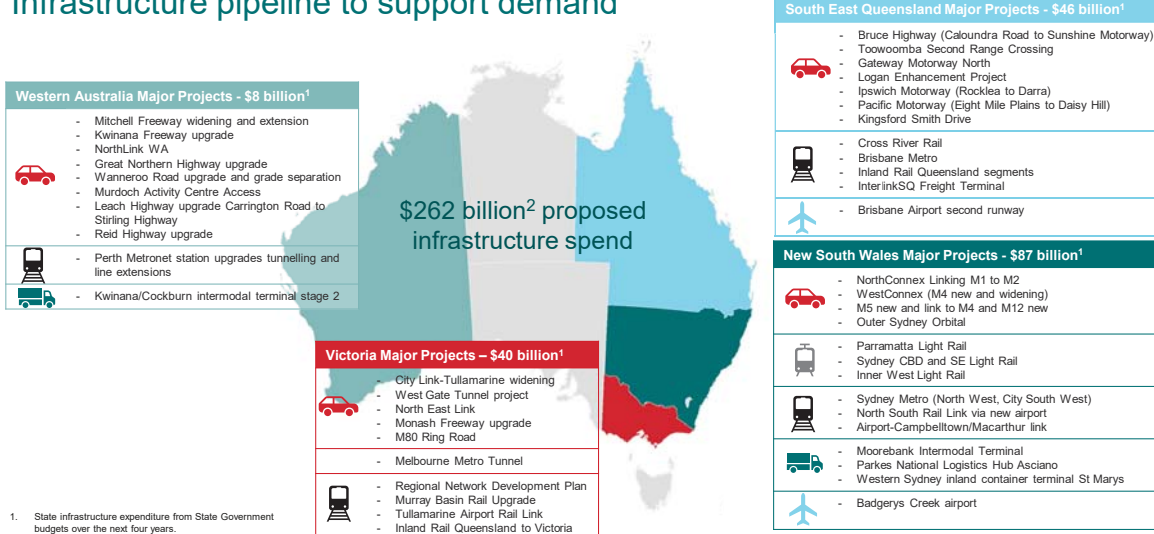 Infrastructure pipeline to support demand
Western Australia Major Projects - $8 billion1
- Mitchell Freeway widening and extension
- Kwinana Freeway upgrade
- NorthLink WA
- Great Northern Highway upgrade
- Wanneroo Road upgrade and grade separation
- Murdoch Activity Centre Access
- Leach Highway upgrade Carrington Road to
Stirling Highway
- Reid Highway upgrade
- Perth Metronet station upgrades tunnelling and
line extensions
- Kwinana/Cockburn intermodal terminal stage 2
$262 billion2 proposed
infrastructure spend
Victoria Major Projects – $40 billion1
- City Link-Tullamarine widening
- West Gate Tunnel project
- North East Link
- Monash Freeway upgrade
- M80 Ring Road
- Melbourne Metro Tunnel
- Regional Network Development Plan
- Murray Basin Rail Upgrade
- Tullamarine Airport Rail Link
- Inland Rail Queensland to Victoria
South East Queensland Major Projects - $46 billion1
- Bruce Highway (Caloundra Road to Sunshine Motorway)
- Toowoomba Second Range Crossing
- Gateway Motorway North
- Logan Enhancement Project
- Ipswich Motorway (Rocklea to Darra)
- Pacific Motorway (Eight Mile Plains to Daisy Hill)
- Kingsford Smith Drive
- Cross River Rail
- Brisbane Metro
- Inland Rail Queensland segments
- InterlinkSQ Freight Terminal
- Brisbane Airport second runway
New South Wales Major Projects - $87 billion1
- NorthConnex Linking M1 to M2
- WestConnex (M4 new and widening)
- M5 new and link to M4 and M12 new
- Outer Sydney Orbital
- Parramatta Light Rail
- Sydney CBD and SE Light Rail
- Inner West Light Rail
- Sydney Metro (North West, City South West)
- North South Rail Link via new airport
- Airport-Campbelltown/Macarthur link
- Moorebank Intermodal Terminal
- Parkes National Logistics Hub Asciano
- Western Sydney inland container terminal St Marys
- Badgerys Creek airport
1. State infrastructure expenditure from State Government
budgets over the next four years.